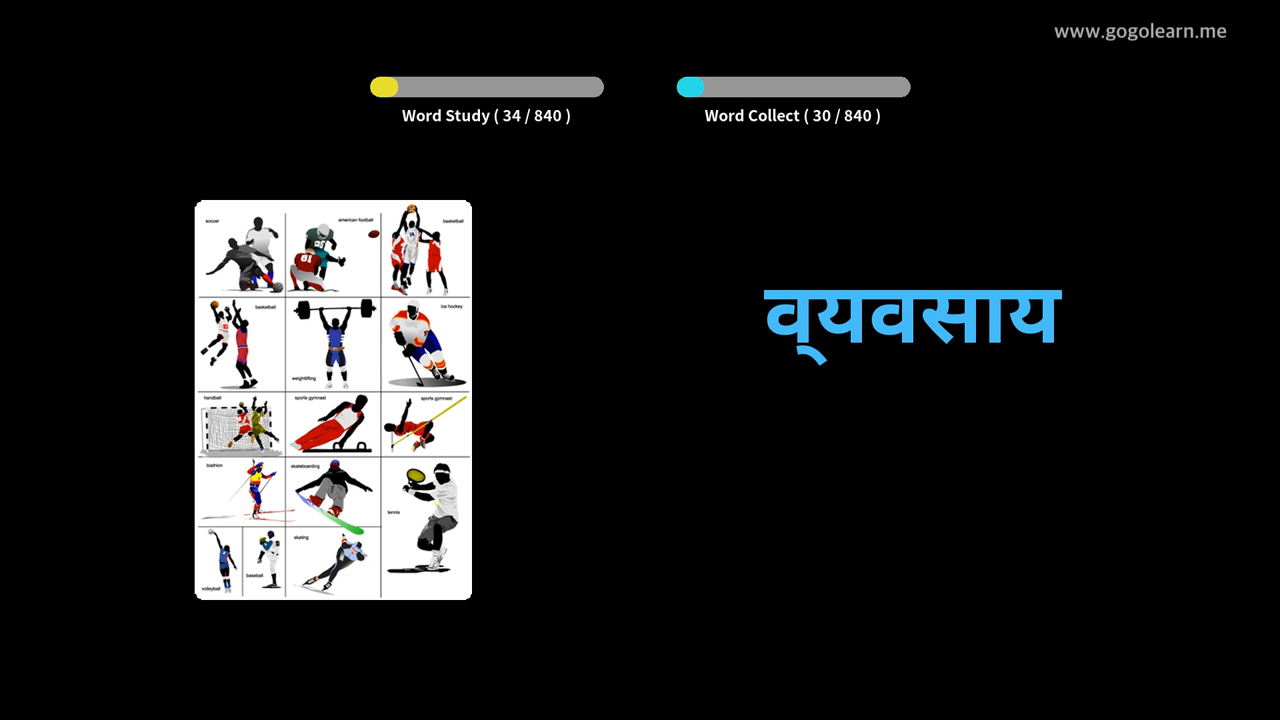 www.gogolearn.me
Word Study ( 34 / 840 )
Word Collect ( 30 / 840 )
soccer
american football
basketball
basketball
weightlifting
ice hockey
handball
sports gymnast
sports gymnast
biathlon
skateboarding
tennis
volleyball
baseball
skating
व्यवसाय